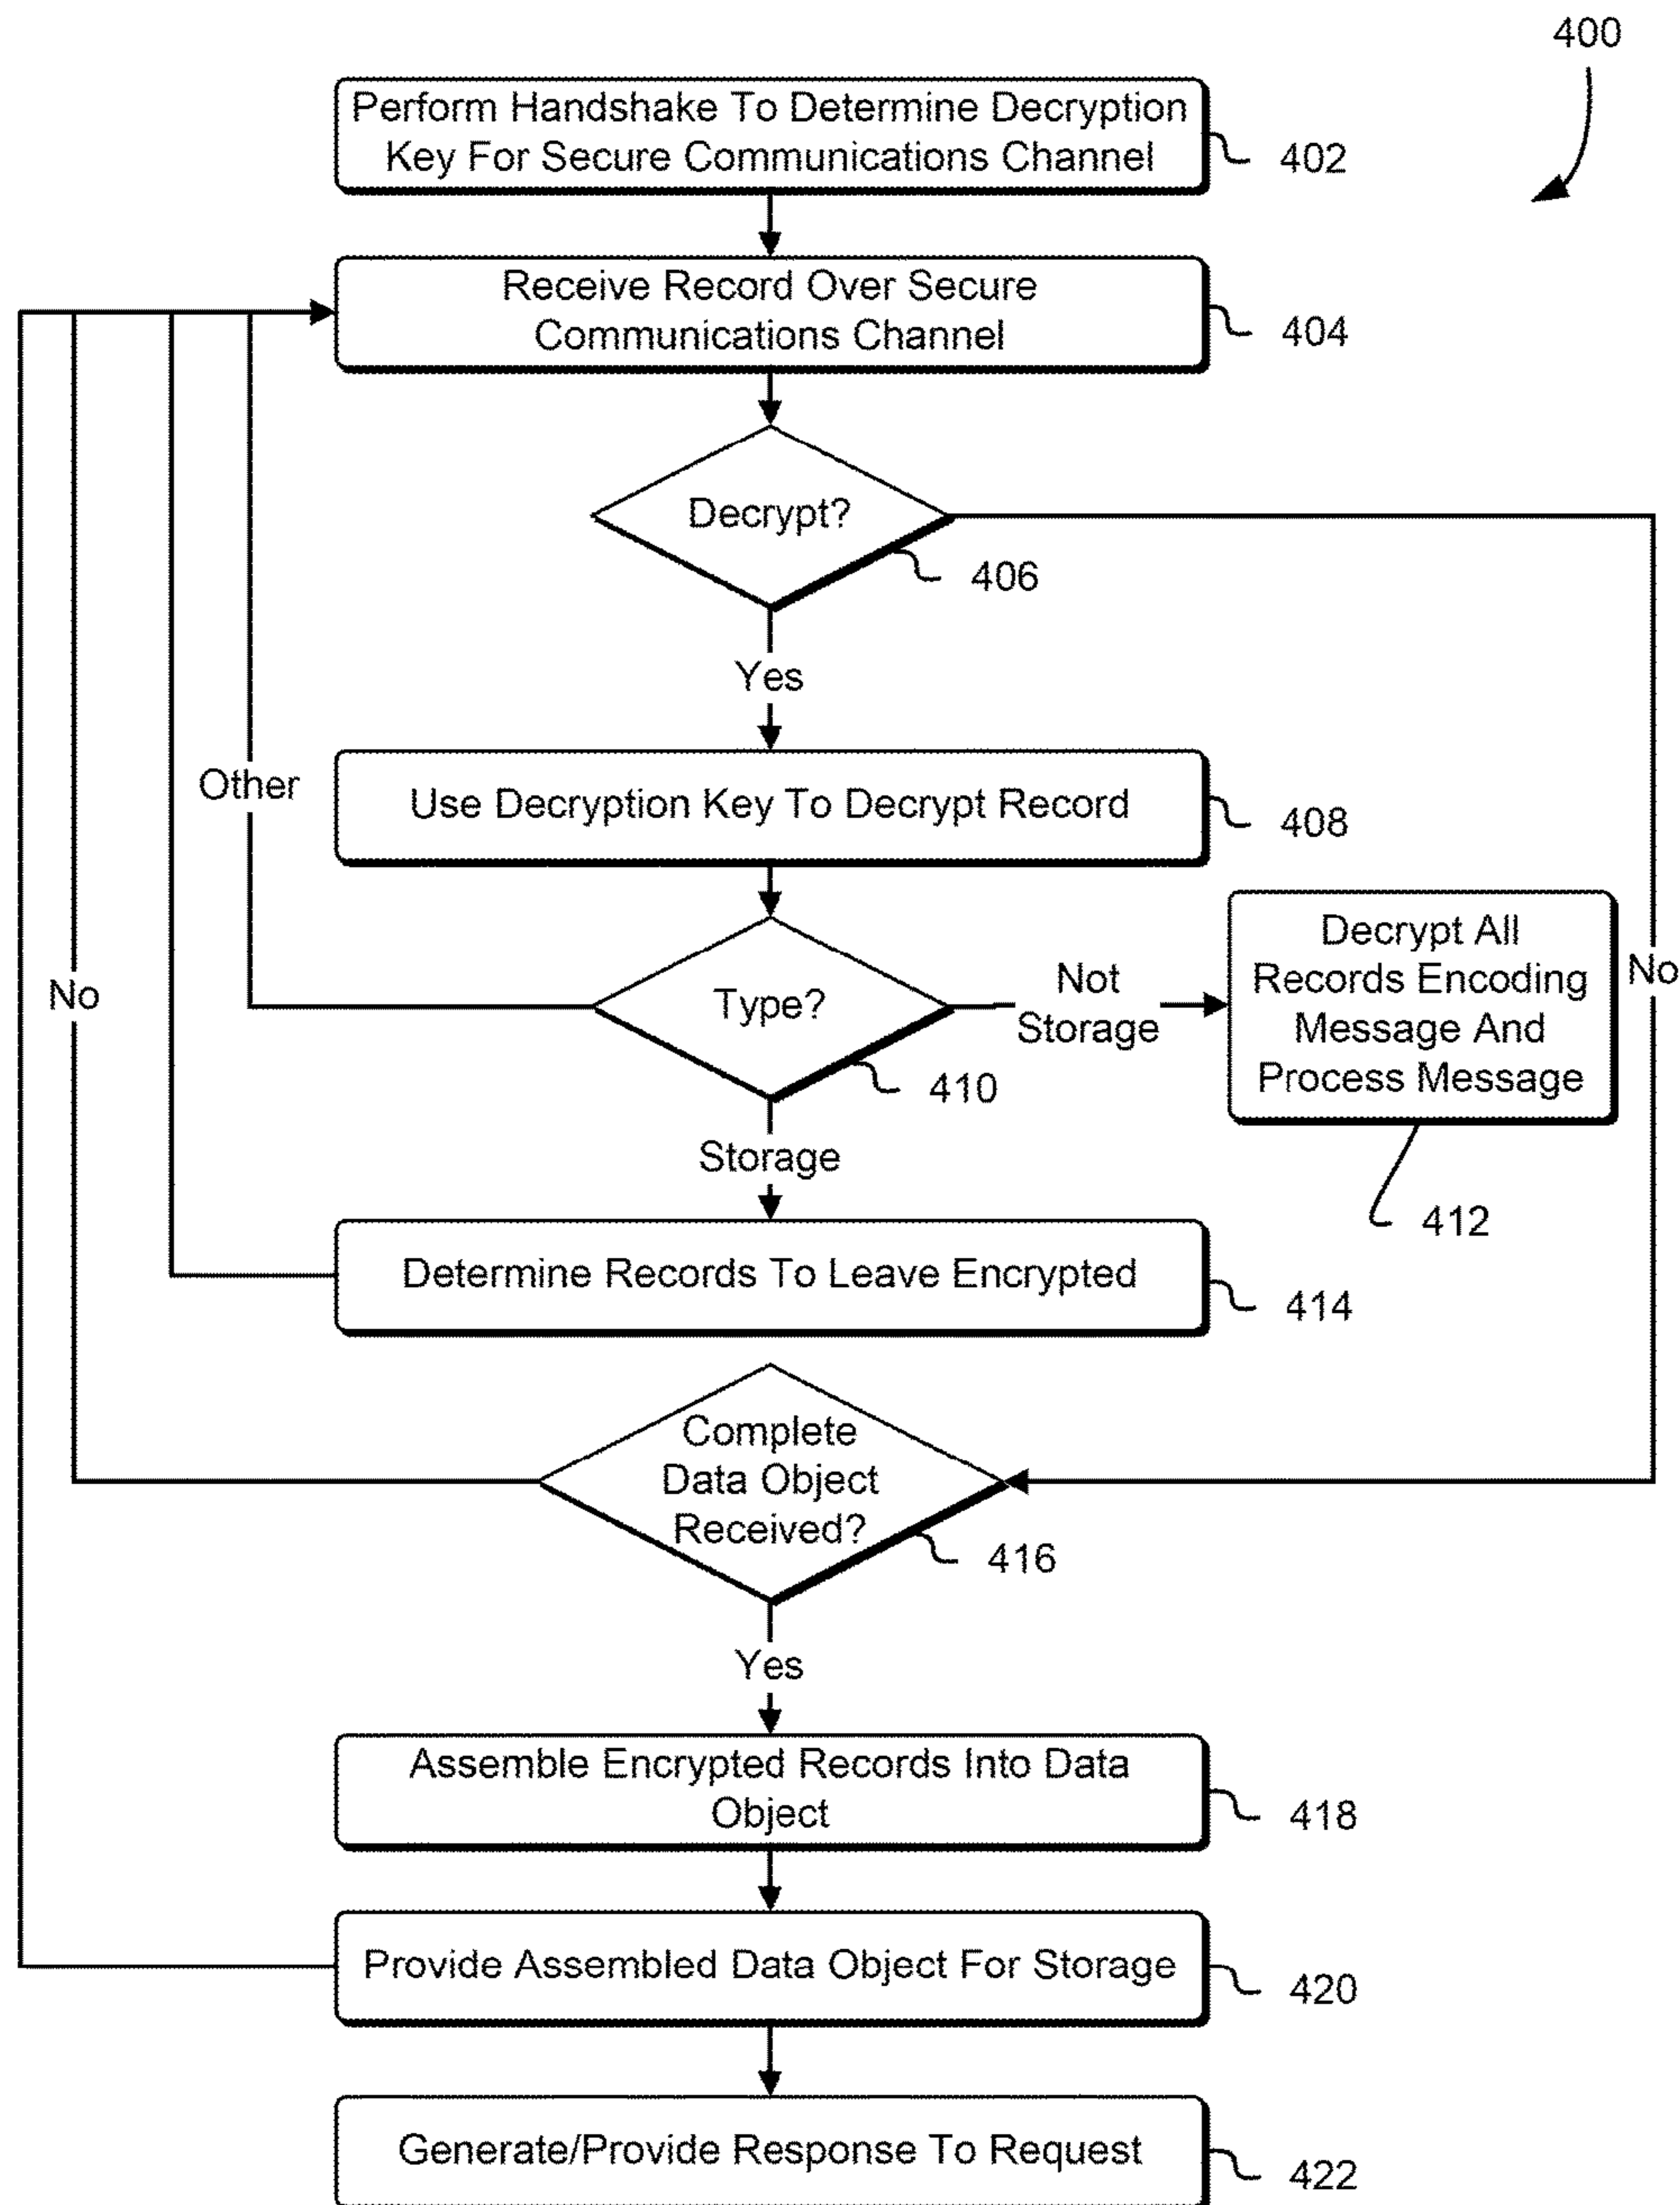 400
Perform Handshake To Determine Decryption
Key For Secure Communications Channel
402
Receive Record Over Secure
Communications Channel
404
Decrypt?
406
Yes
No
Use Decryption Key To Decrypt Record
408
Other
Type?
410
Not
Storage
Decrypt All
Records Encoding
Message And
Process Message
412
No
Storage
Determine Records To Leave Encrypted
414
Complete
Data Object
Received?
416
Yes
Assemble Encrypted Records Into Data
Object
418
Provide Assembled Data Object For Storage
420
Generate/Provide Response To Request
422